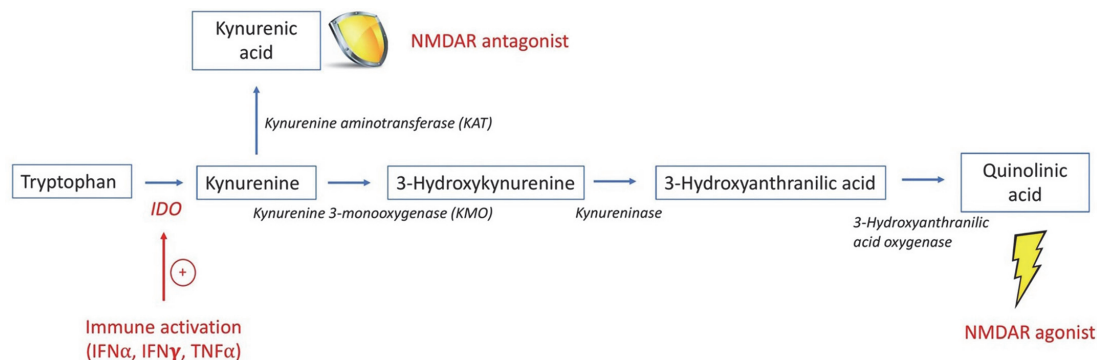 Kynurenic
acid
NMDAR antagonist
Kynurenine aminotransferase (KAT)
Tryptophan
Kynurenine
3-Hydroxykynurenine
3-Hydroxyanthranilic acid
Quinolinic
acid
IDO
Kynurenine 3-monooxygenase (KMO)
Kynureninase
3-Hydroxyanthranilic
acid oxygenase
+
Immune activation
(IFNα, IFNγ, TNFα)
NMDAR agonist